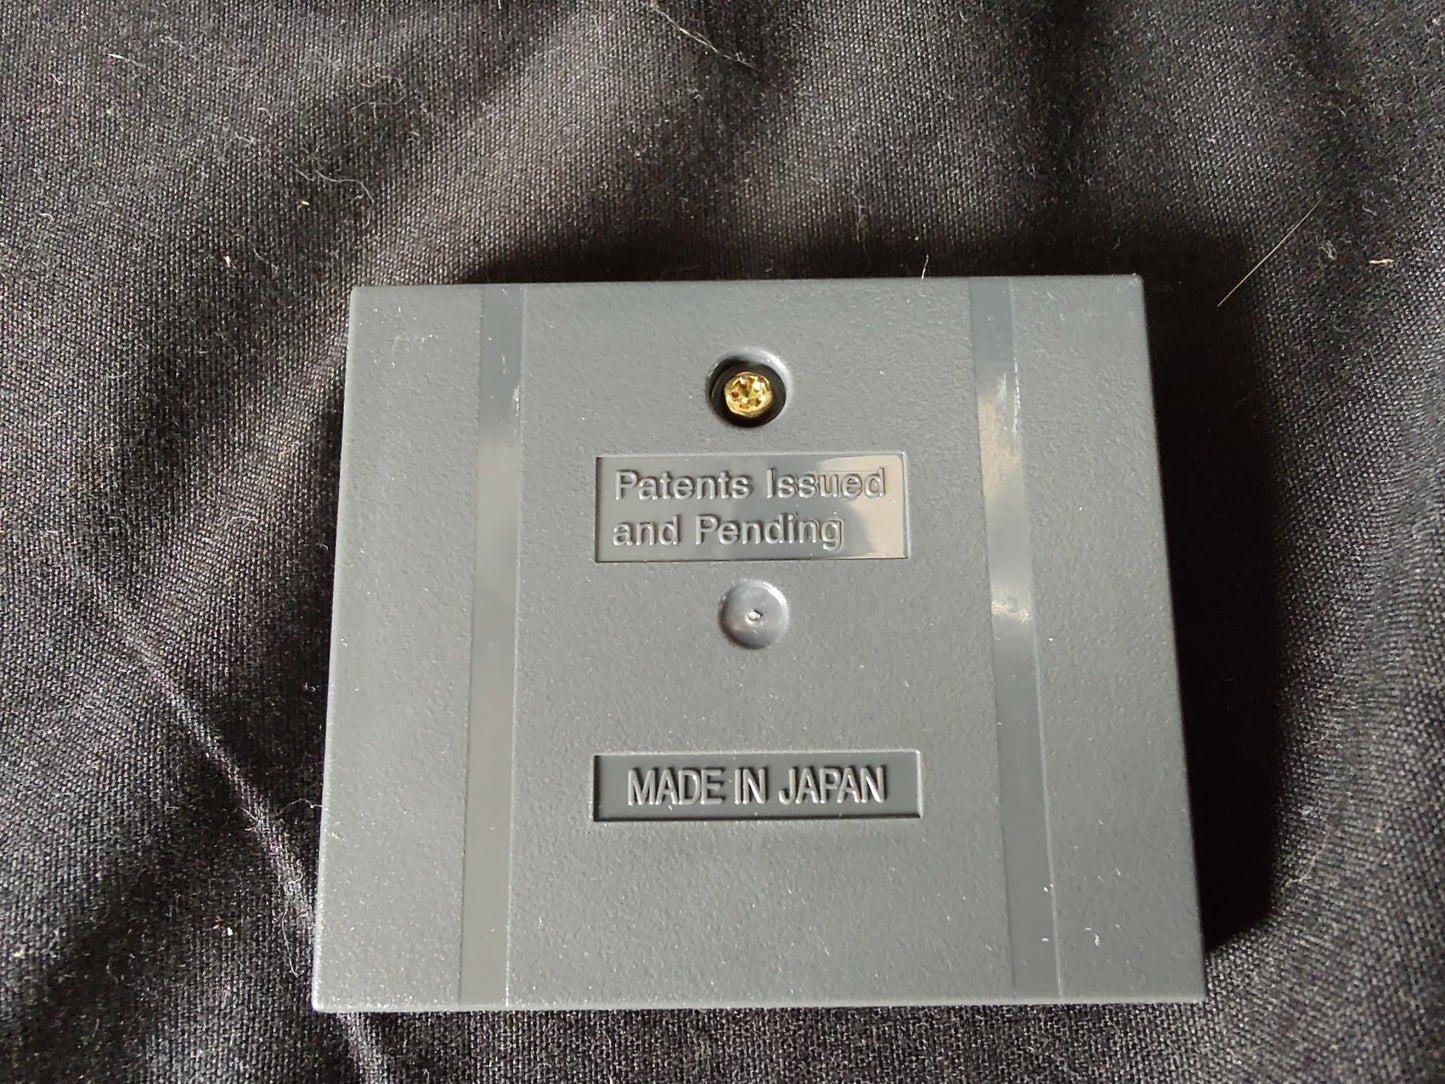 Patents Issued
and Pending
MADE IN JAPAN